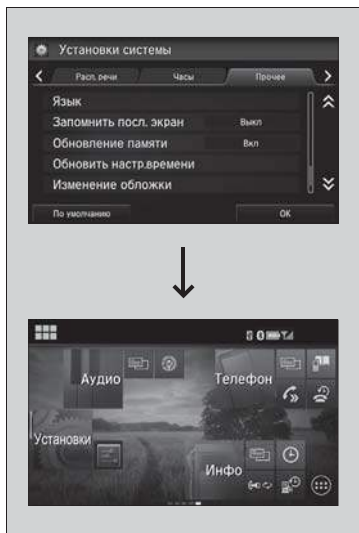 Установки системы
Расп. речи Часы Прочее
Язык
Запомнить посл. экран Выкл
Обновление памяти Вкл
Обновить настр.времени
Изменение обложки
По умолчанию OK
Аудио Телефон
Установки
Инфо